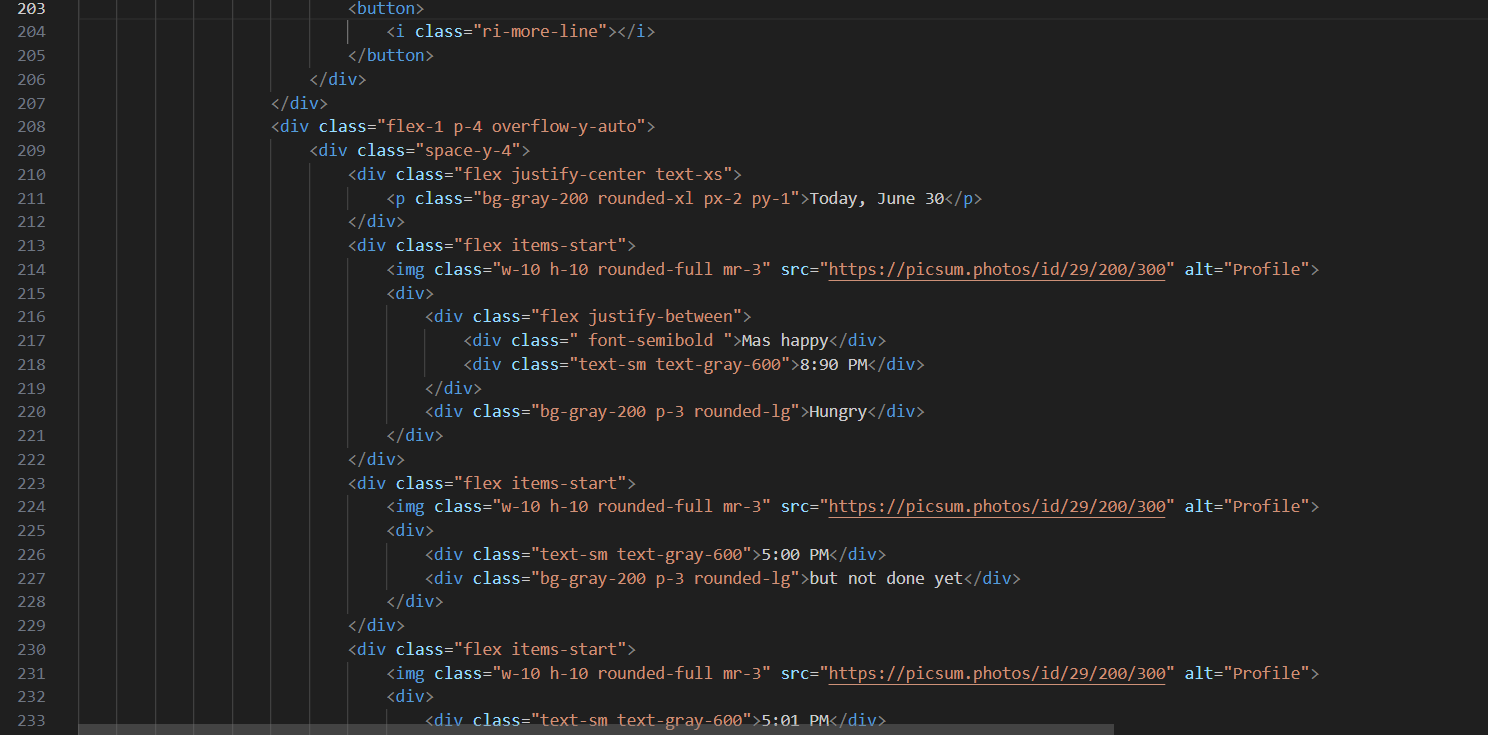 203 <button>
204 <i class="ri-more-line"></i>
205 </button>
206 </div>
207 </div>
208 <div class="flex-1 p-4 overflow-y-auto">
209 <div class="space-y-4">
210 <div class="flex justify-center text-xs">
211 <p class="bg-gray-200 rounded-xl px-2 py-1">Today, June 30</p>
212 </div>
213 <div class="flex items-start">
214 <img class="w-10 h-10 rounded-full mr-3" src="https://picsum.photos/id/29/200/300" alt="Profile">
215 <div>
216 <div class="flex justify-between">
217 <div class=" font-semibold ">Mas happy</div>
218 <div class="text-sm text-gray-600">8:90 PM</div>
219 </div>
220 <div class="bg-gray-200 p-3 rounded-lg">Hungry</div>
221 </div>
222 </div>
223 <div class="flex items-start">
224 <img class="w-10 h-10 rounded-full mr-3" src="https://picsum.photos/id/29/200/300" alt="Profile">
225 <div>
226 <div class="text-sm text-gray-600">5:00 PM</div>
227 <div class="bg-gray-200 p-3 rounded-lg">but not done yet</div>
228 </div>
229 </div>
230 <div class="flex items-start">
231 <img class="w-10 h-10 rounded-full mr-3" src="https://picsum.photos/id/29/200/300" alt="Profile">
232 <div>
233 <div class="text-sm text-gray-600">5:01 PM</div>